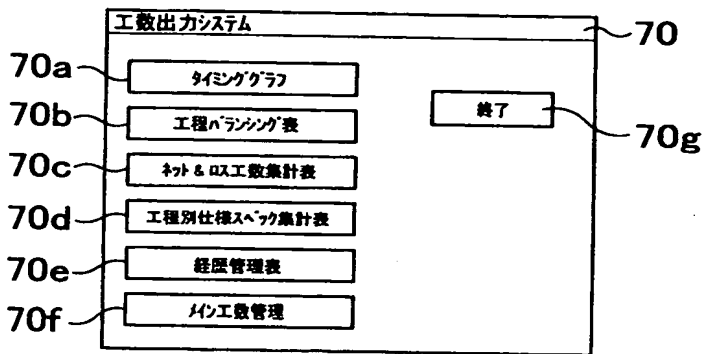 工数出力システム
70
70a
ﾀｲﾐﾝｸﾞｸﾞﾗﾌ
70b
工程ﾊﾞﾗﾝｼﾝｸﾞ表
終了
70g
70c
ﾈｯﾄ & ﾛｽ工数集計表
70d
工程別仕様ｽﾍﾟｯｸ集計表
70e
経歴管理表
70f
ﾒｲﾝ工数管理